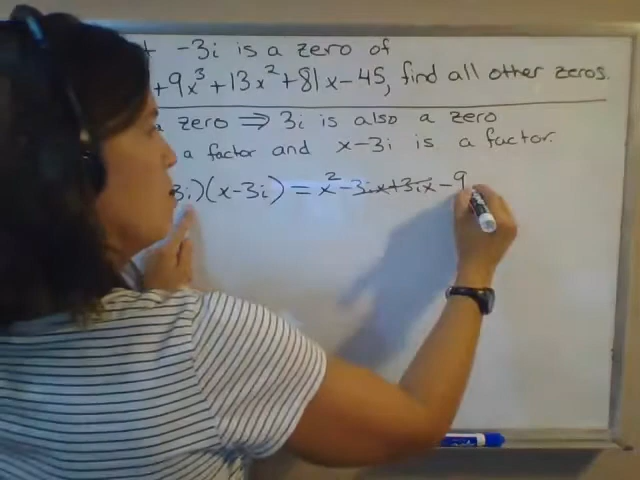 -3i is a zero of
+9x³+13x²+81x-45, find all other zeros.
zero ⇒ 3i is also a zero
a factor and x-3i is a factor.
3i)(x-3i) = x²-3ix+3ix-9